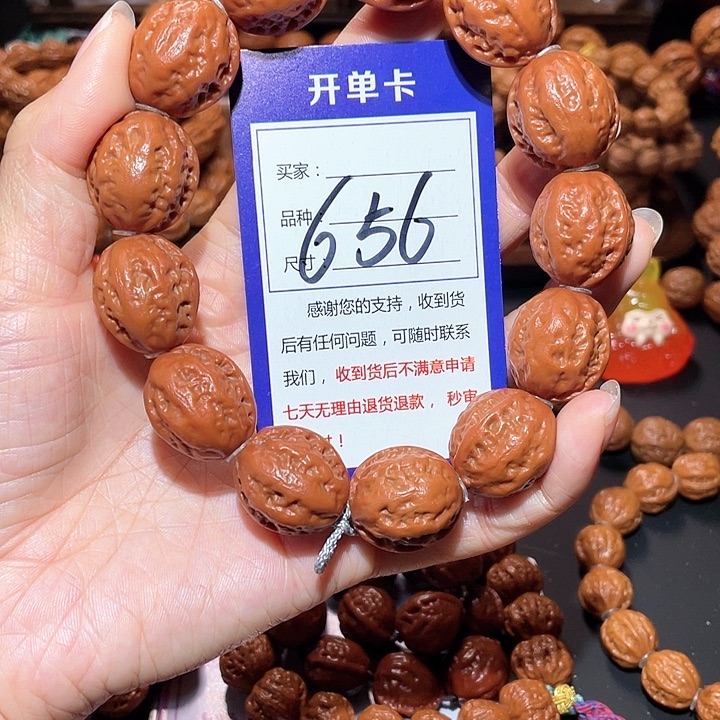 开单卡
买家：
品种：
尺寸：
656
感谢您的支持，收到货
后有任何问题，可随时联系
我们，收到货后不满意申请
七天无理由退货退款，秒审
！